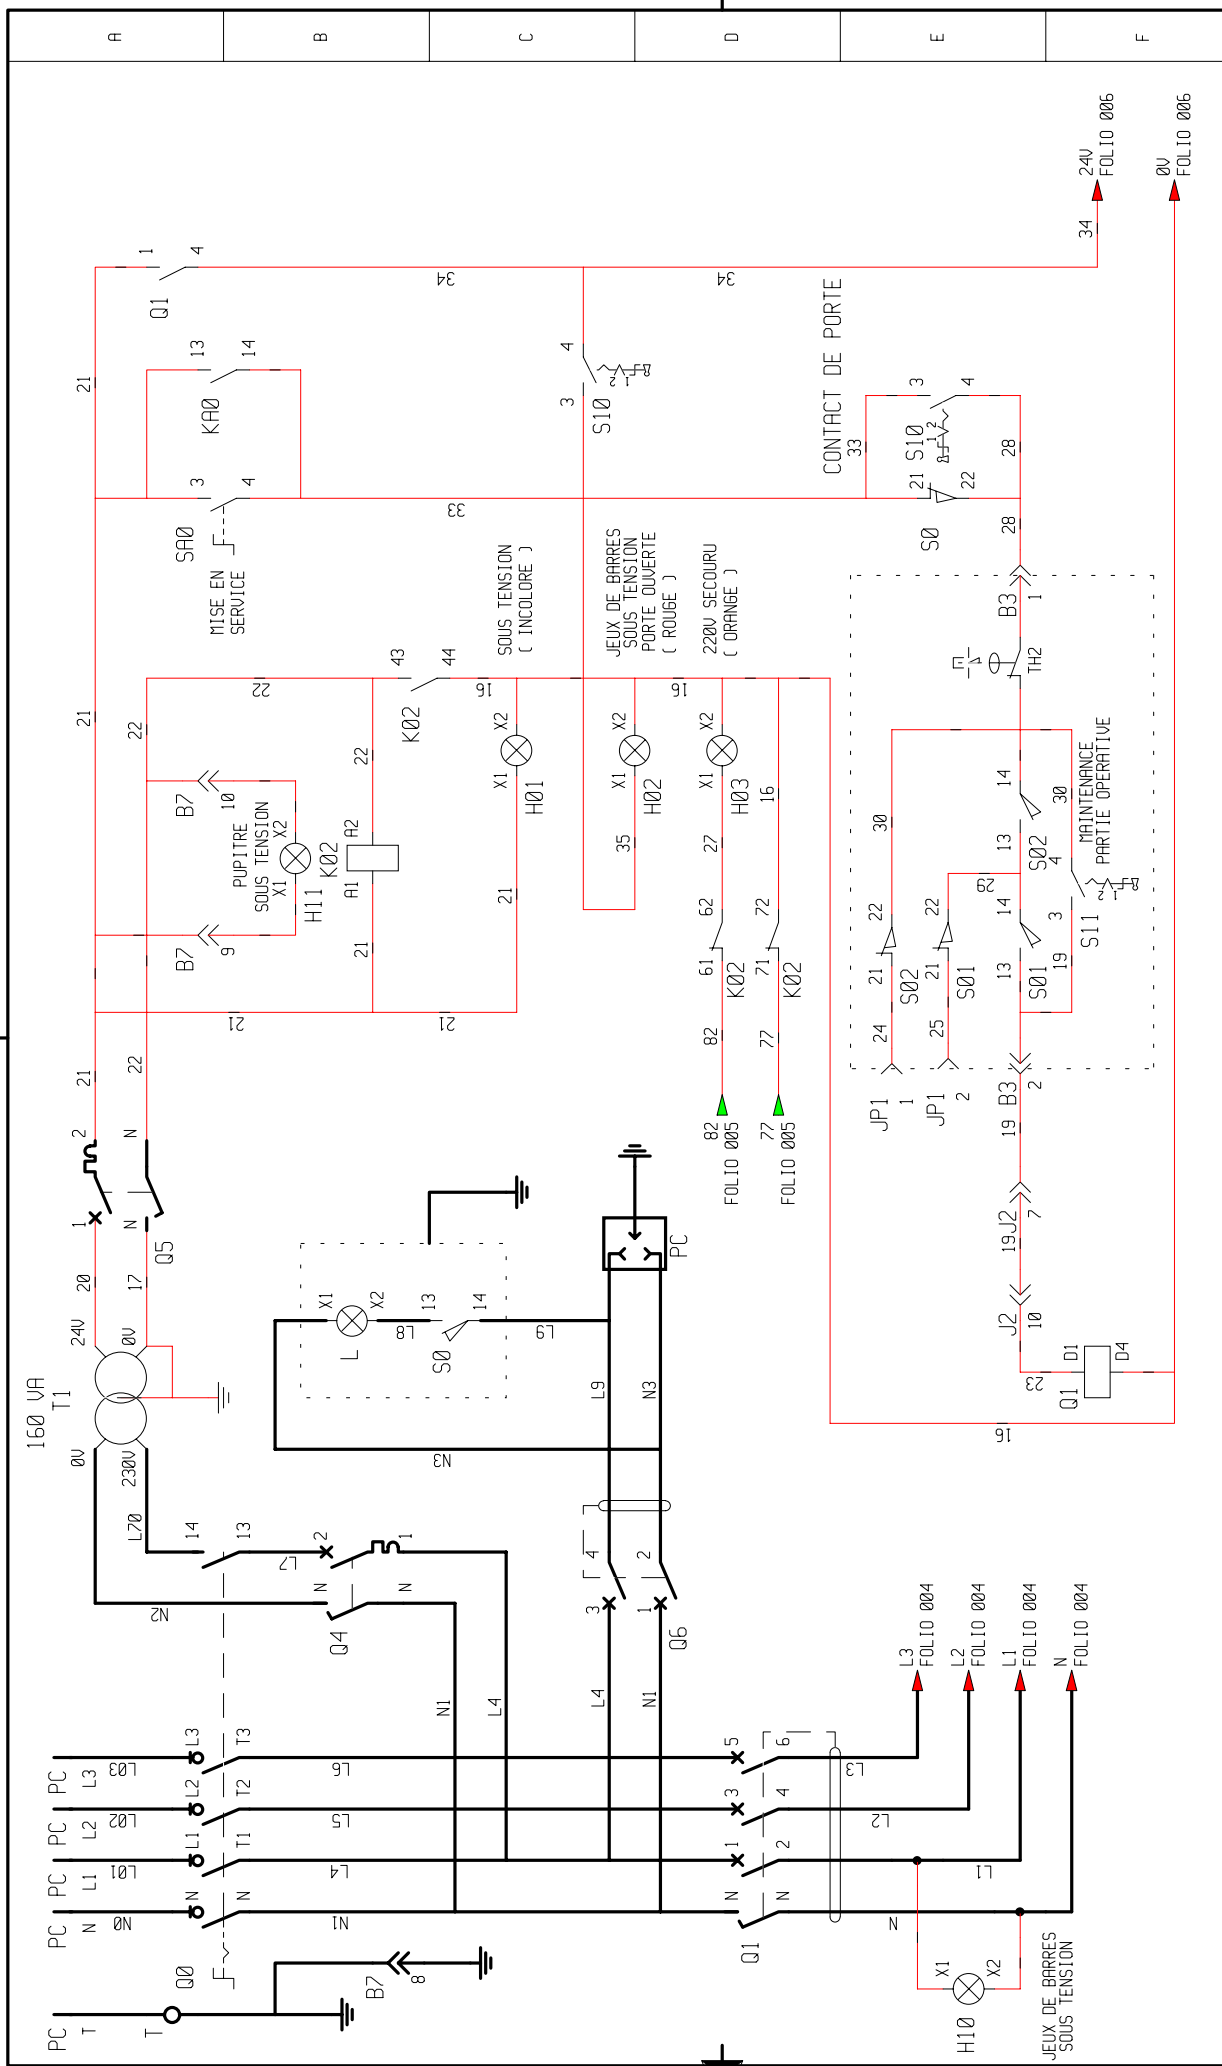 A
B
C
D
E
F
24V
FOLIO 006
0V
FOLIO 006
34
1
4
Q1
34
34
21
13
14
KA0
3
4
S10
1 2
CONTACT DE PORTE
33
3
4
S10
1 2
28
21
22
S0
28
3
4
SA0
MISE EN
SERVICE
33
SOUS TENSION
( INCOLORE )
JEUX DE BARRES
SOUS TENSION
PORTE OUVERTE
( ROUGE )
220V SECOURU
( ORANGE )
B3
1
TH2
21
22
22
22
43
44
K02
16
16
X1
X2
H01
X1
X2
H02
X1
X2
H03
16
B7
10
PUPITRE
SOUS TENSION
X1
X2
H11
K02
A1
A2
21
21
35
27
30
14
13
S02
30
MAINTENANCE
PARTIE OPERATIVE
29
4
3
S11
1 2
19
B7
9
21
21
61
62
K02
71
72
K02
21
22
S02
21
22
S01
13
14
S01
24
25
82
77
21
22
JP1
1
JP1
2
B3
2
82
FOLIO 005
77
FOLIO 005
19
1
2
N
N
Q5
20
17
24V
0V
160 VA
T1
0V
230V
PC
X1
X2
L
L8
13
14
S0
L9
L9
N3
N3
19
J2
7
J2
10
23
D1
D4
Q1
16
L70
14
13
L7
2
1
N2
N
N
Q4
N1
L4
3
4
1
2
Q6
L4
N1
L3
FOLIO 004
L2
FOLIO 004
L1
FOLIO 004
N
FOLIO 004
PC
L3
L03
L3
T3
L6
5
6
L3
PC
L2
L02
L2
T2
L5
3
4
L2
PC
L1
L01
L1
T1
L4
1
2
L1
PC
N
N0
N
N
N1
N
N
N
Q1
Q0
B7
8
PC
T
T
X1
X2
H10
JEUX DE BARRES
SOUS TENSION